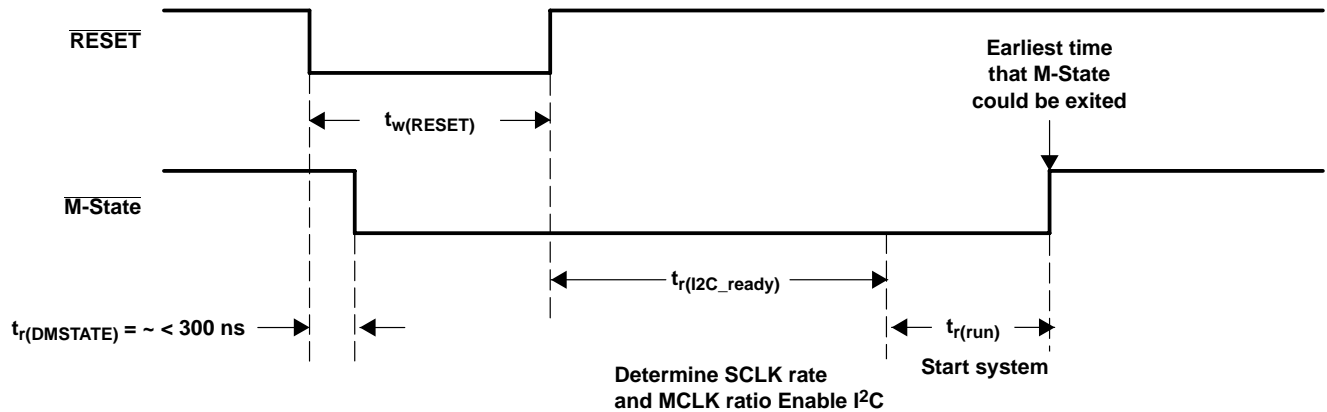 RESET
Earliest time
that M-State
could be exited
tw(RESET)
M-State
tr(I2C_ready)
tr(DMSTATE) = ~ < 300 ns
tr(run)
Start system
Determine SCLK rate
and MCLK ratio Enable I²C